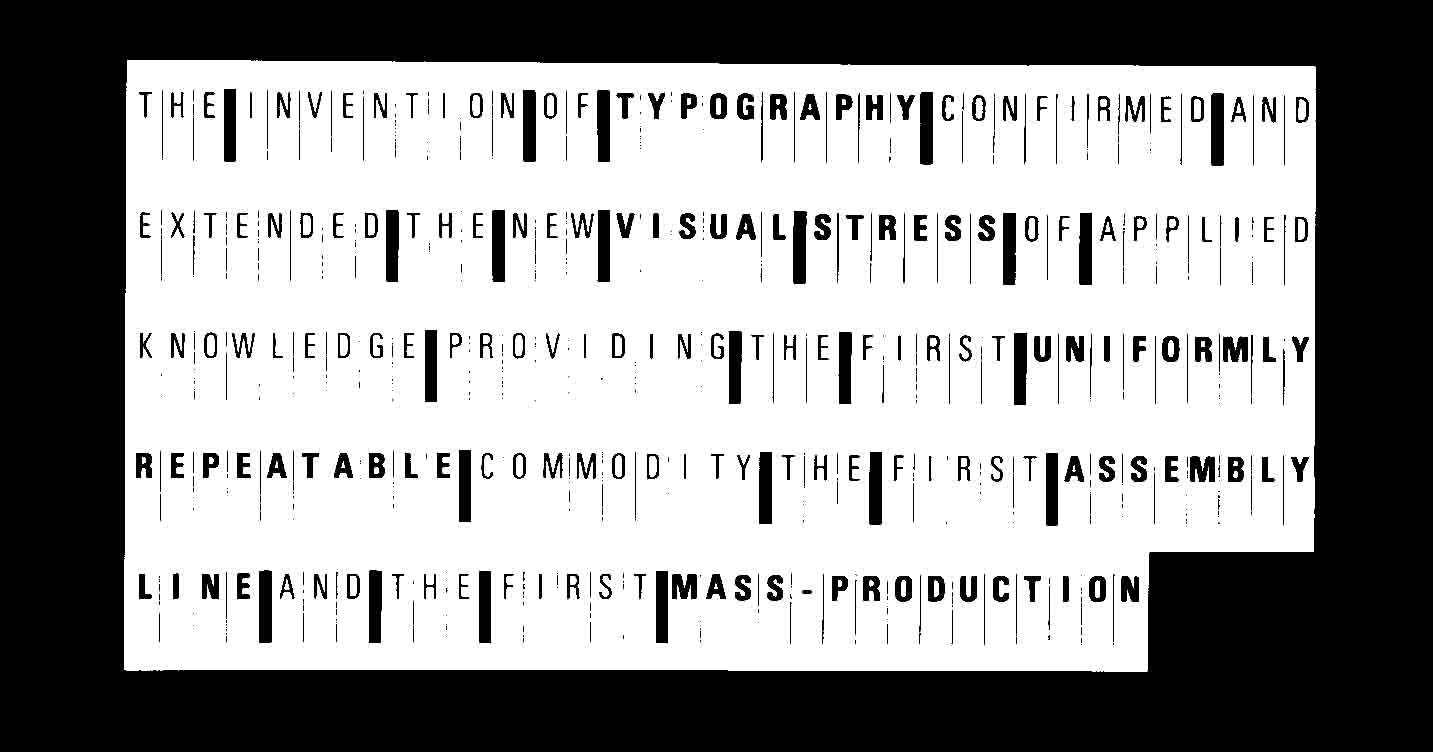 THE INVENTION OF TYPOGRAPHY CONFIRMED AND
EXTENDED THE NEW VISUAL STRESS OF APPLIED
KNOWLEDGE PROVIDING THE FIRST UNIFORMLY
REPEATABLE COMMODITY THE FIRST ASSEMBLY
LINE AND THE FIRST MASS-PRODUCTION